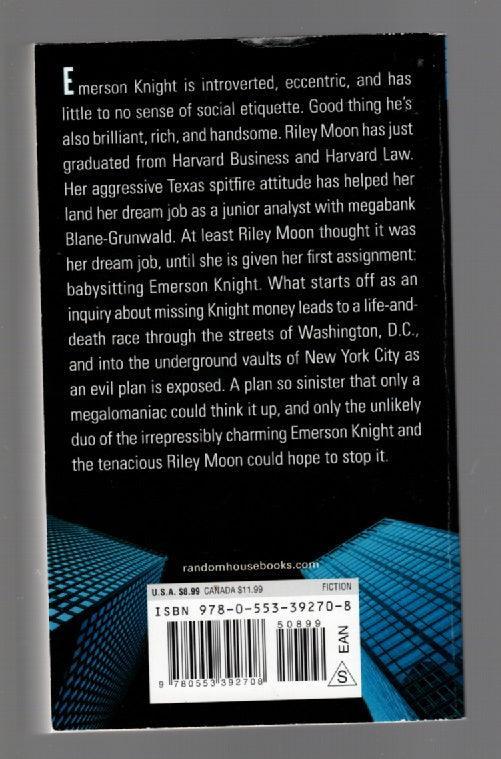 Emerson Knight is introverted, eccentric, and has
little to no sense of social etiquette. Good thing he's
also brilliant, rich, and handsome. Riley Moon has just
graduated from Harvard Business and Harvard Law.
Her aggressive Texas spitfire attitude has helped her
land her dream job as a junior analyst with megabank
Blane-Grunwald. At least Riley Moon thought it was
her dream job, until she is given her first assignment:
babysitting Emerson Knight. What starts off as an
inquiry about missing Knight money leads to a life-and-
death race through the streets of Washington, D.C.,
and into the underground vaults of New York City as
an evil plan is exposed. A plan so sinister that only a
megalomaniac could think it up, and only the unlikely
duo of the irrepressibly charming Emerson Knight and
the tenacious Riley Moon could hope to stop it.
randomhousebooks.com
U.S.A. $8.99 CANADA $11.99 FICTION
ISBN 978-0-553-39270-8
50899
EAN
9 780553 392708
S